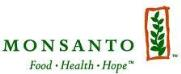 MONSANTO
Food · Health · Hope™